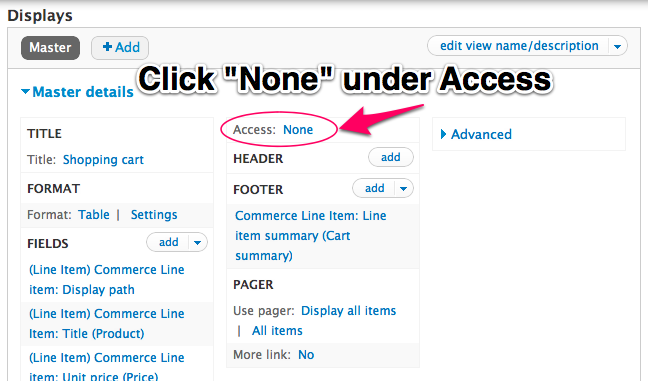 Displays
Master
+ Add
edit view name/description
Click "None" under Access
Master details
TITLE
Title: Shopping cart
FORMAT
Format: Table | Settings
FIELDS
add
(Line Item) Commerce Line
item: Display path
(Line Item) Commerce Line
Item: Title (Product)
(Line Item) Commerce Line
item: Unit price (Price)
Access: None
HEADER
add
FOOTER
add
Commerce Line Item: Line
item summary (Cart
summary)
PAGER
Use pager: Display all items
| All items
More link: No
Advanced